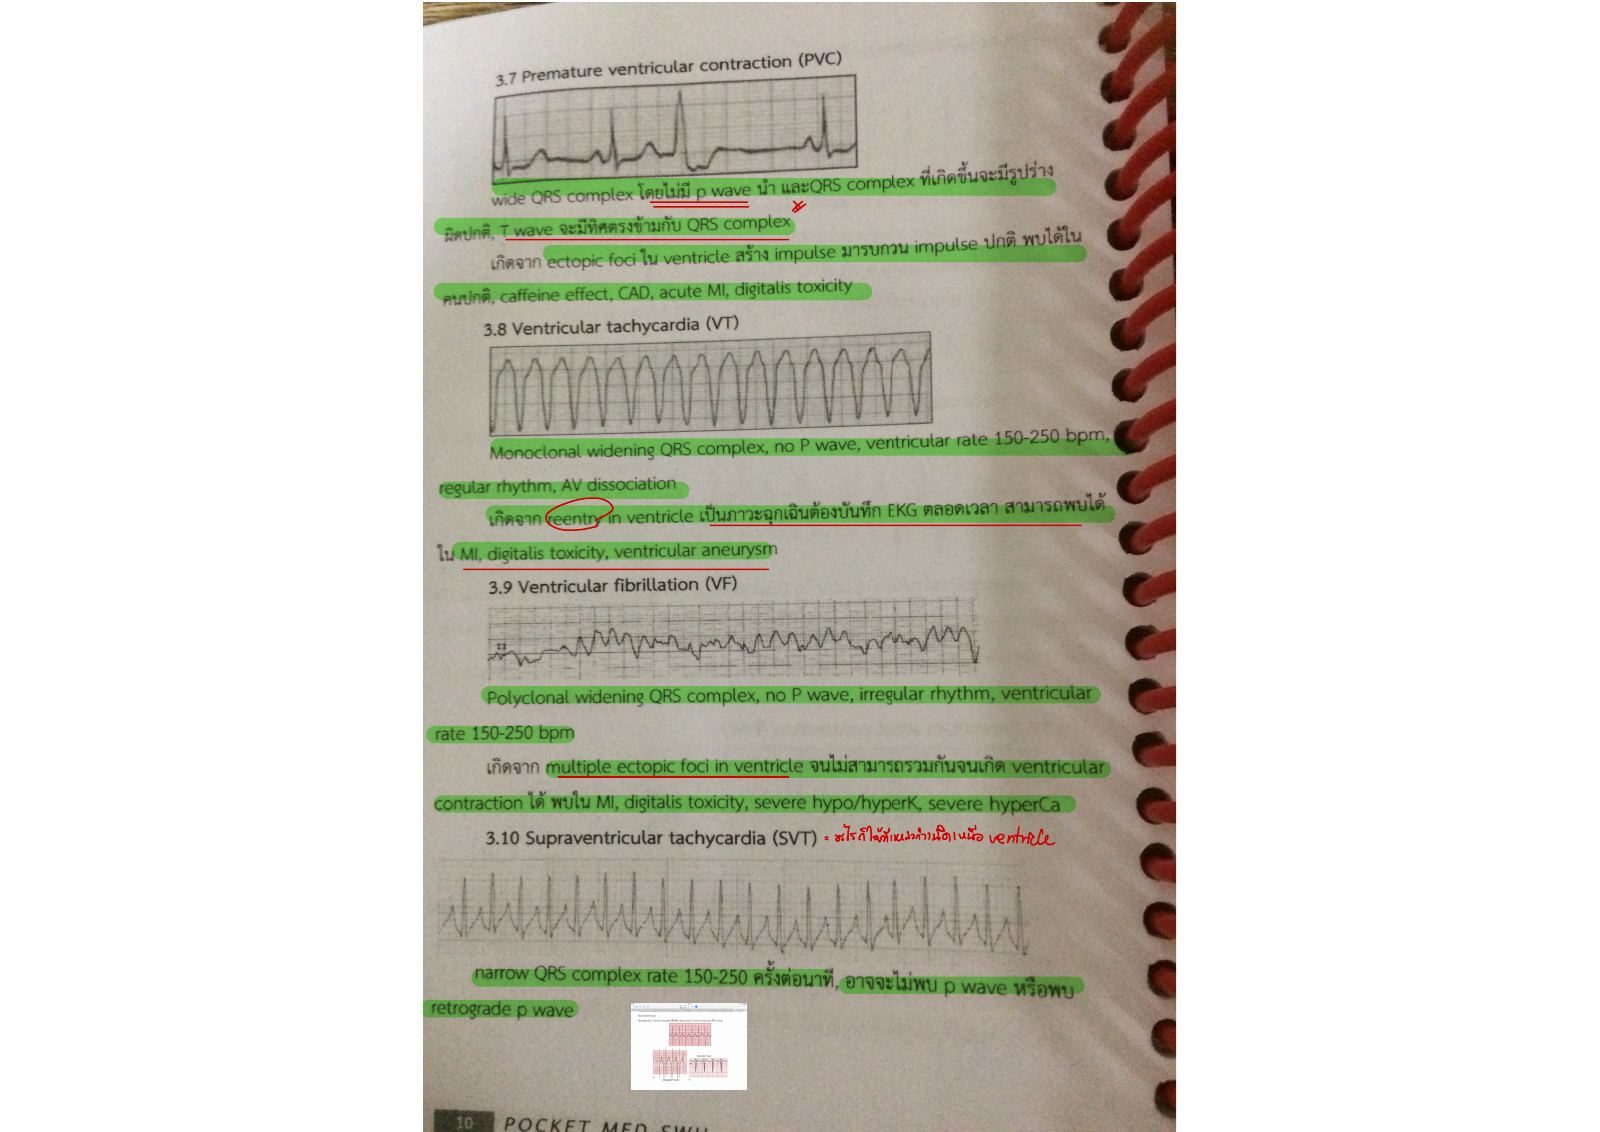 3.7 Premature ventricular contraction (PVC)
wide QRS complex โดยไม่มี p wave นำ และQRS complex ที่เกิดขึ้นจะมีรูปร่าง
ผิดปกติ, T wave จะมีทิศตรงข้ามกับ QRS complex
เกิดจาก ectopic foci ใน ventricle สร้าง impulse มารบกวน impulse ปกติ พบได้ใน
คนปกติ, caffeine effect, CAD, acute MI, digitalis toxicity
3.8 Ventricular tachycardia (VT)
Monoclonal widening QRS complex, no P wave, ventricular rate 150-250 bpm,
regular rhythm, AV dissociation
เกิดจาก reentry in ventricle เป็นภาวะฉุกเฉินต้องบันทึก EKG ตลอดเวลา สามารถพบได้
ใน MI, digitalis toxicity, ventricular aneurysm
3.9 Ventricular fibrillation (VF)
Polyclonal widening QRS complex, no P wave, irregular rhythm, ventricular
rate 150-250 bpm
เกิดจาก multiple ectopic foci in ventricle จนไม่สามารถรวมกันจนเกิด ventricular
contraction ได้ พบใน MI, digitalis toxicity, severe hypo/hyperK, severe hyperCa
3.10 Supraventricular tachycardia (SVT) = อะไรก็ได้ที่แหล่งกำเนิดเหนือ ventricle
narrow QRS complex rate 150-250 ครั้งต่อนาที, อาจจะไม่พบ p wave หรือพบ
retrograde p wave
10 POCKET MED SWU